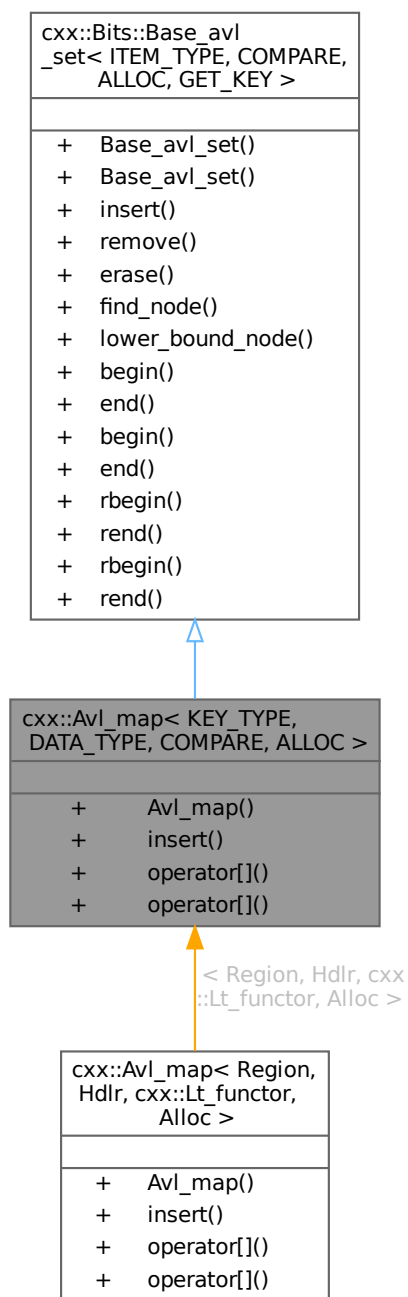 cxx::Bits::Base_avl
_set< ITEM_TYPE, COMPARE,
ALLOC, GET_KEY >
+ Base_avl_set()
+ Base_avl_set()
+ insert()
+ remove()
+ erase()
+ find_node()
+ lower_bound_node()
+ begin()
+ end()
+ begin()
+ end()
+ rbegin()
+ rend()
+ rbegin()
+ rend()
cxx::Avl_map< KEY_TYPE,
DATA_TYPE, COMPARE, ALLOC >
+ Avl_map()
+ insert()
+ operator[]()
+ operator[]()
< Region, Hdlr, cxx
::Lt_functor, Alloc >
cxx::Avl_map< Region,
Hdlr, cxx::Lt_functor,
Alloc >
+ Avl_map()
+ insert()
+ operator[]()
+ operator[]()